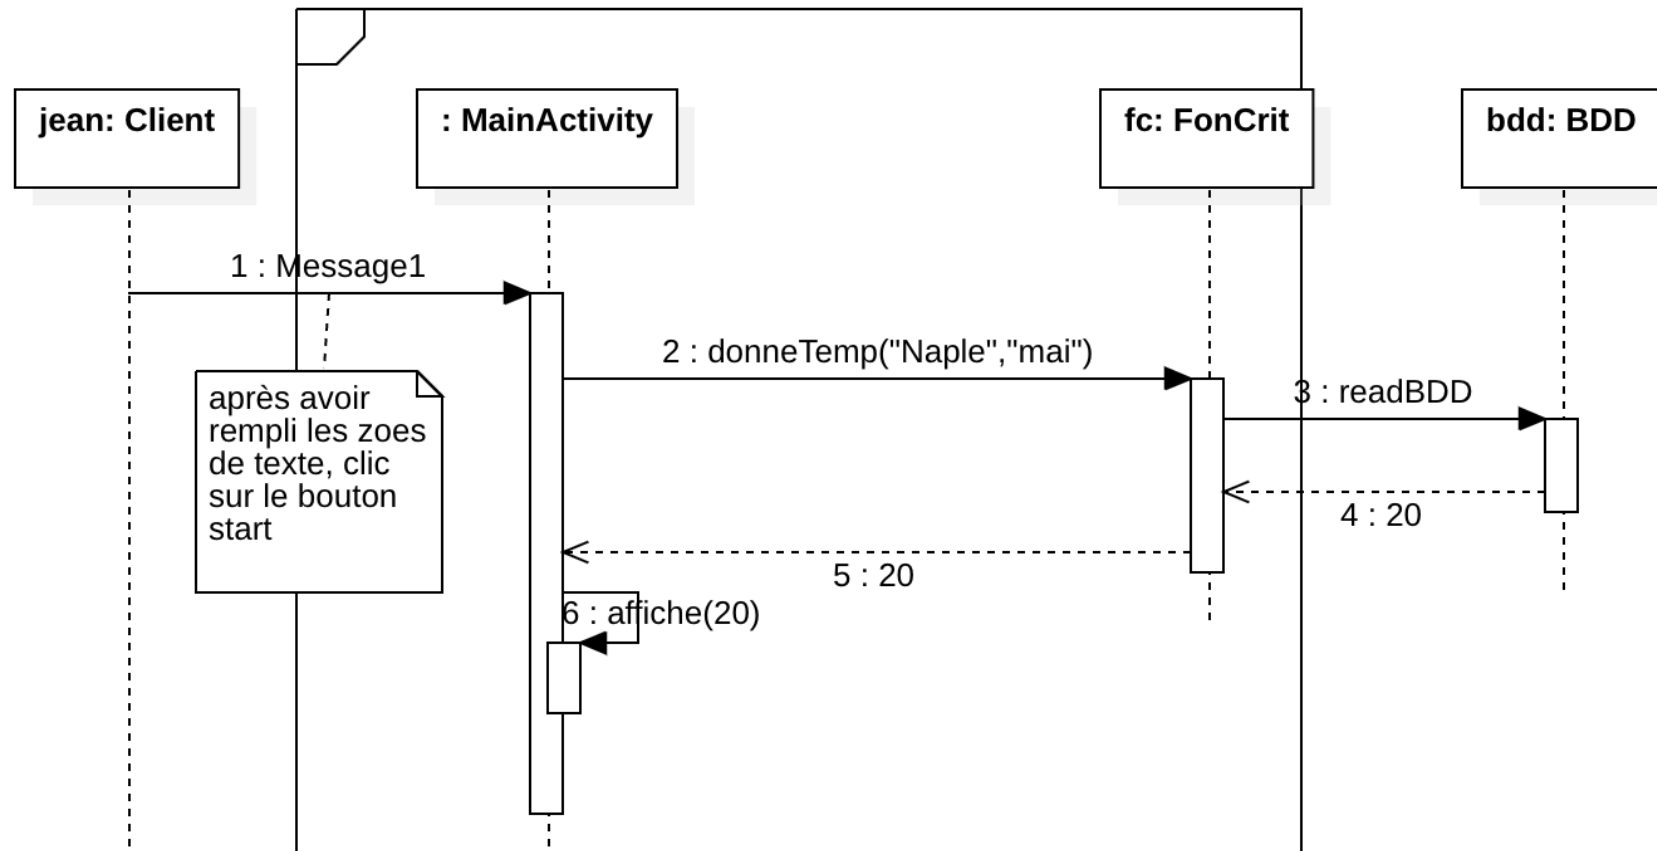 jean: Client
: MainActivity
fc: FonCrit
bdd: BDD
1 : Message1
2 : donneTemp("Naple","mai")
3 : readBDD
après avoir
rempli les zoes
de texte, clic
sur le bouton
start
4 : 20
5 : 20
6 : affiche(20)